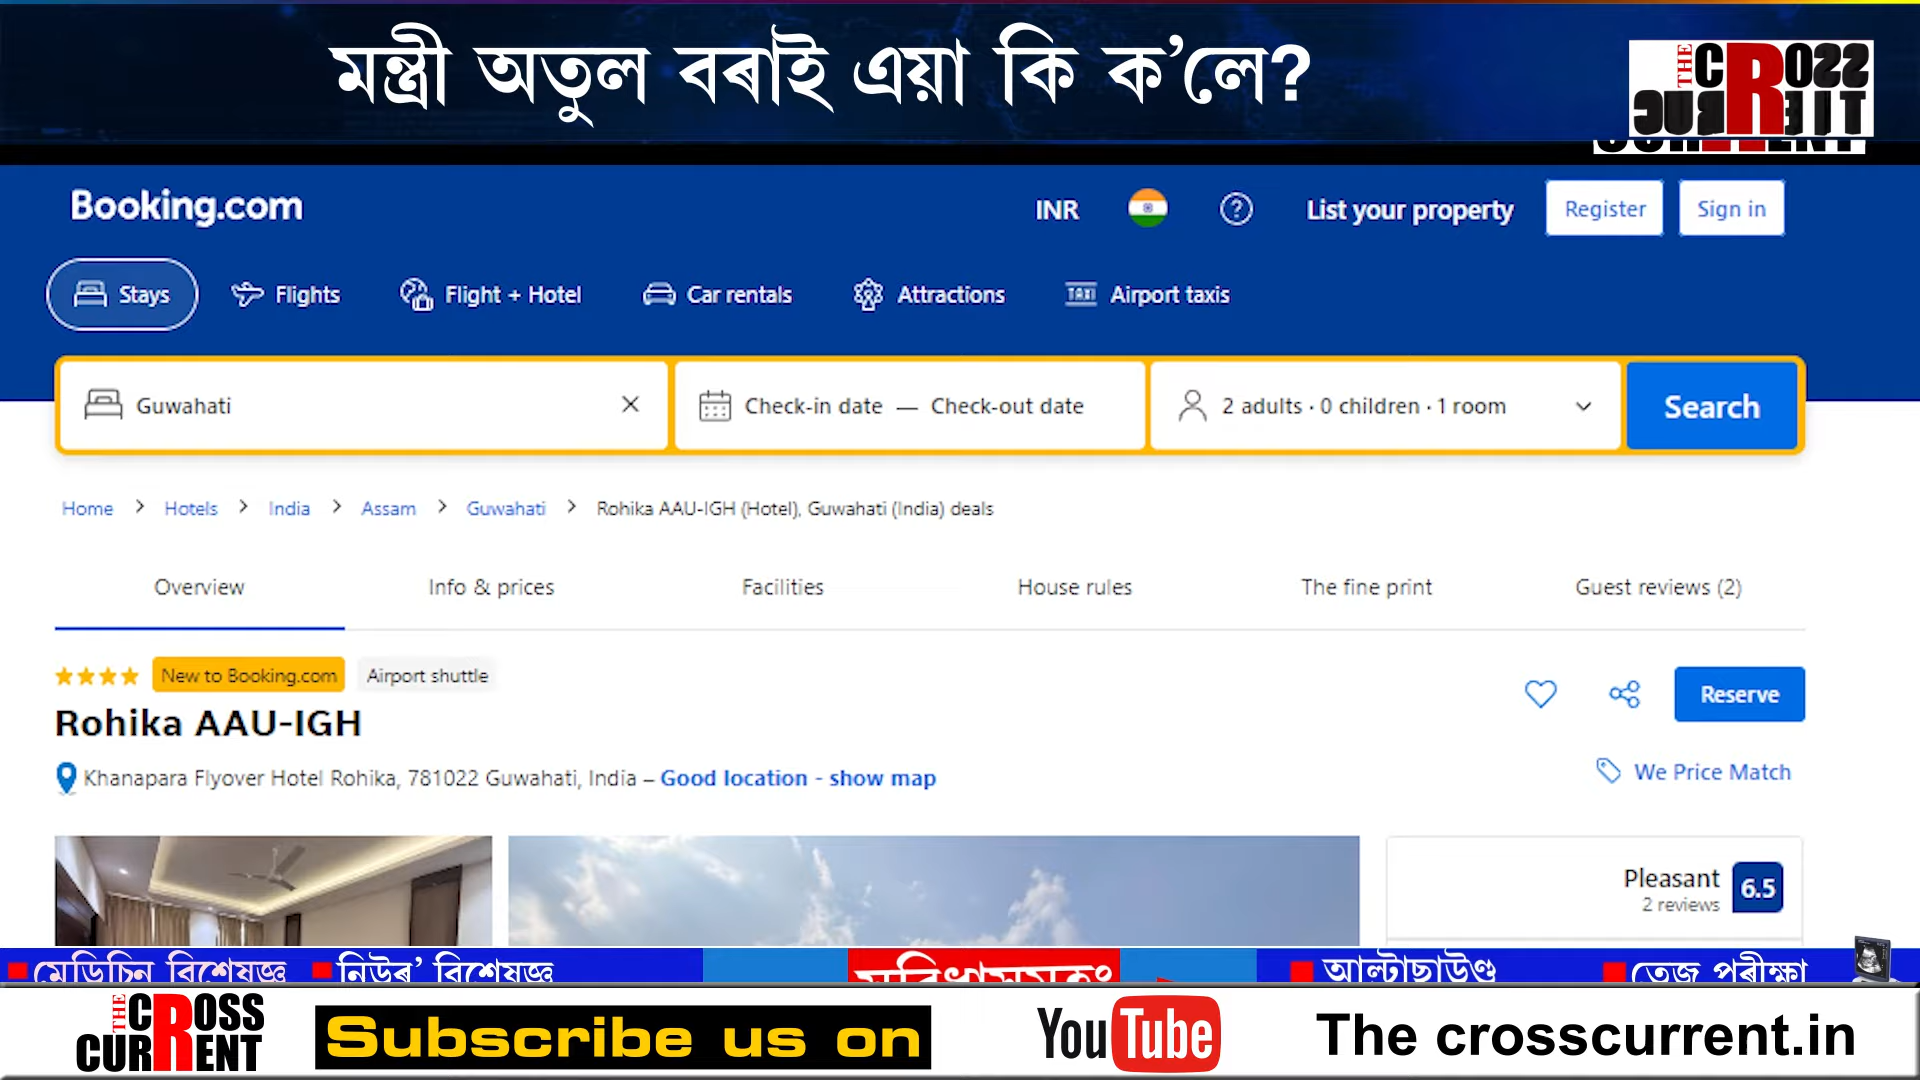 মন্ত্ৰী অতুল বৰাই এয়া কি ক’লে?
THE CROSS
CURRENT
Booking.com
INR
List your property
Register
Sign in
Stays
Flights
Flight + Hotel
Car rentals
Attractions
TAXI Airport taxis
Guwahati
Check-in date — Check-out date
2 adults · 0 children · 1 room
Search
Home > Hotels > India > Assam > Guwahati > Rohika AAU-IGH (Hotel), Guwahati (India) deals
Overview
Info & prices
Facilities
House rules
The fine print
Guest reviews (2)
New to Booking.com
Airport shuttle
Reserve
Rohika AAU-IGH
Khanapara Flyover Hotel Rohika, 781022 Guwahati, India – Good location - show map
We Price Match
Pleasant 6.5
2 reviews
মেডিচিন বিশেষজ্ঞ
নিউৰ’ বিশেষজ্ঞ
আল্টাছাউণ্ড
তেজ পৰীক্ষা
THE CROSS
CURRENT
Subscribe us on
YouTube
The crosscurrent.in